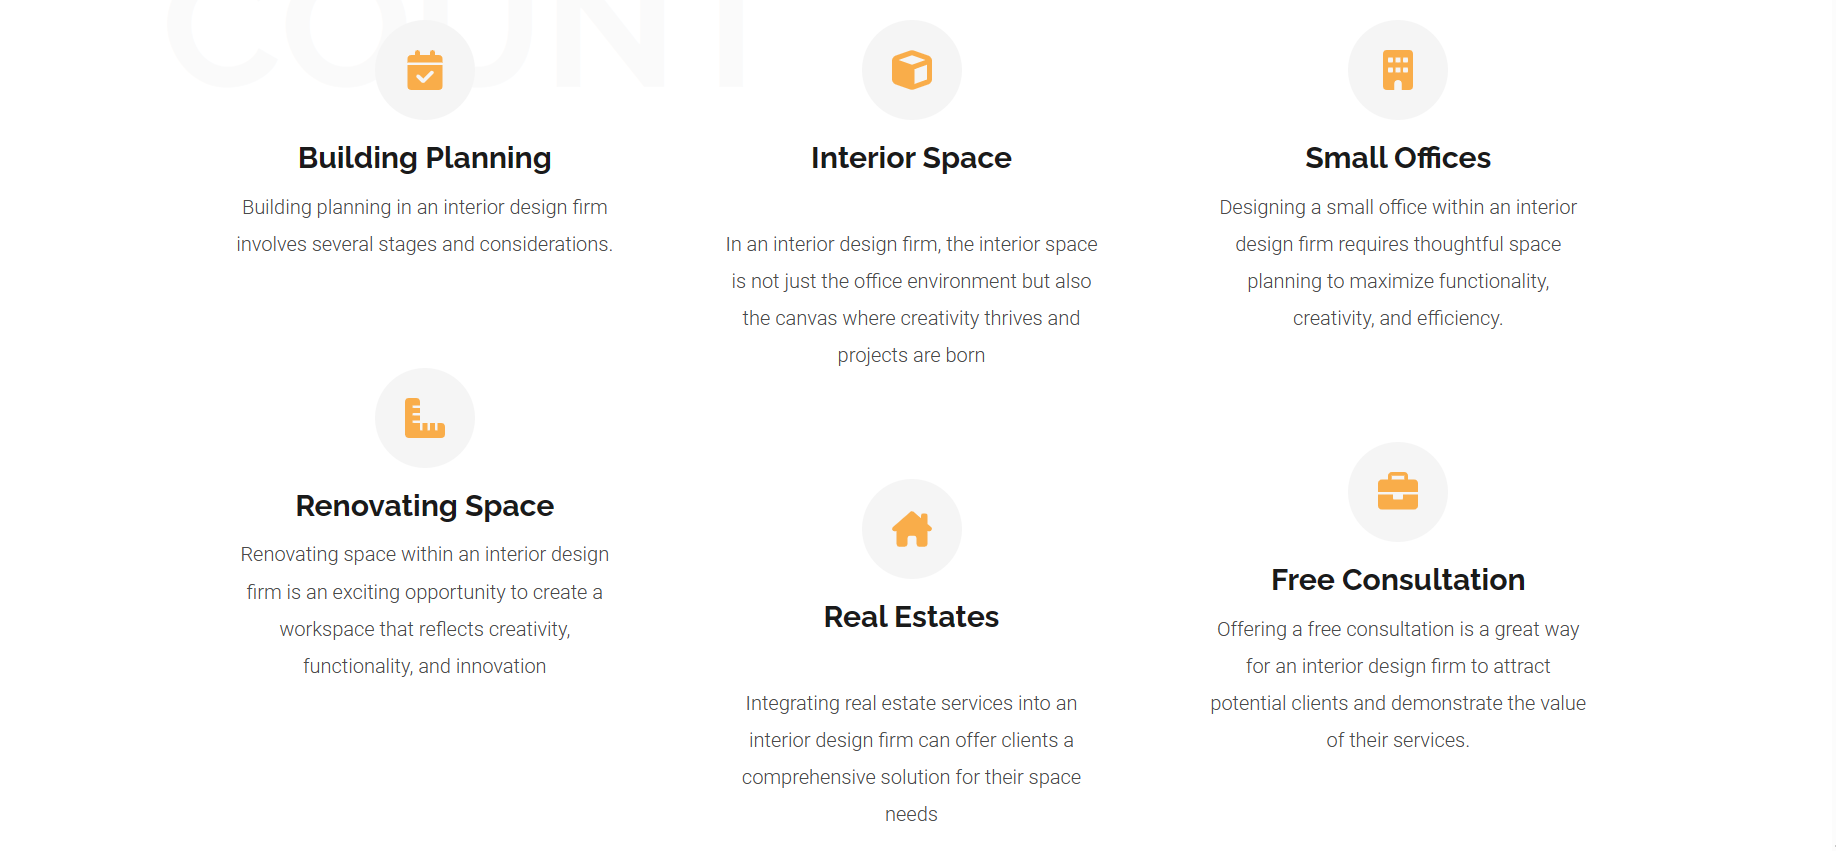 COUNT
Building Planning
Building planning in an interior design firm
involves several stages and considerations.
Interior Space
In an interior design firm, the interior space
is not just the office environment but also
the canvas where creativity thrives and
projects are born
Small Offices
Designing a small office within an interior
design firm requires thoughtful space
planning to maximize functionality,
creativity, and efficiency.
Renovating Space
Renovating space within an interior design
firm is an exciting opportunity to create a
workspace that reflects creativity,
functionality, and innovation
Real Estates
Integrating real estate services into an
interior design firm can offer clients a
comprehensive solution for their space
needs
Free Consultation
Offering a free consultation is a great way
for an interior design firm to attract
potential clients and demonstrate the value
of their services.